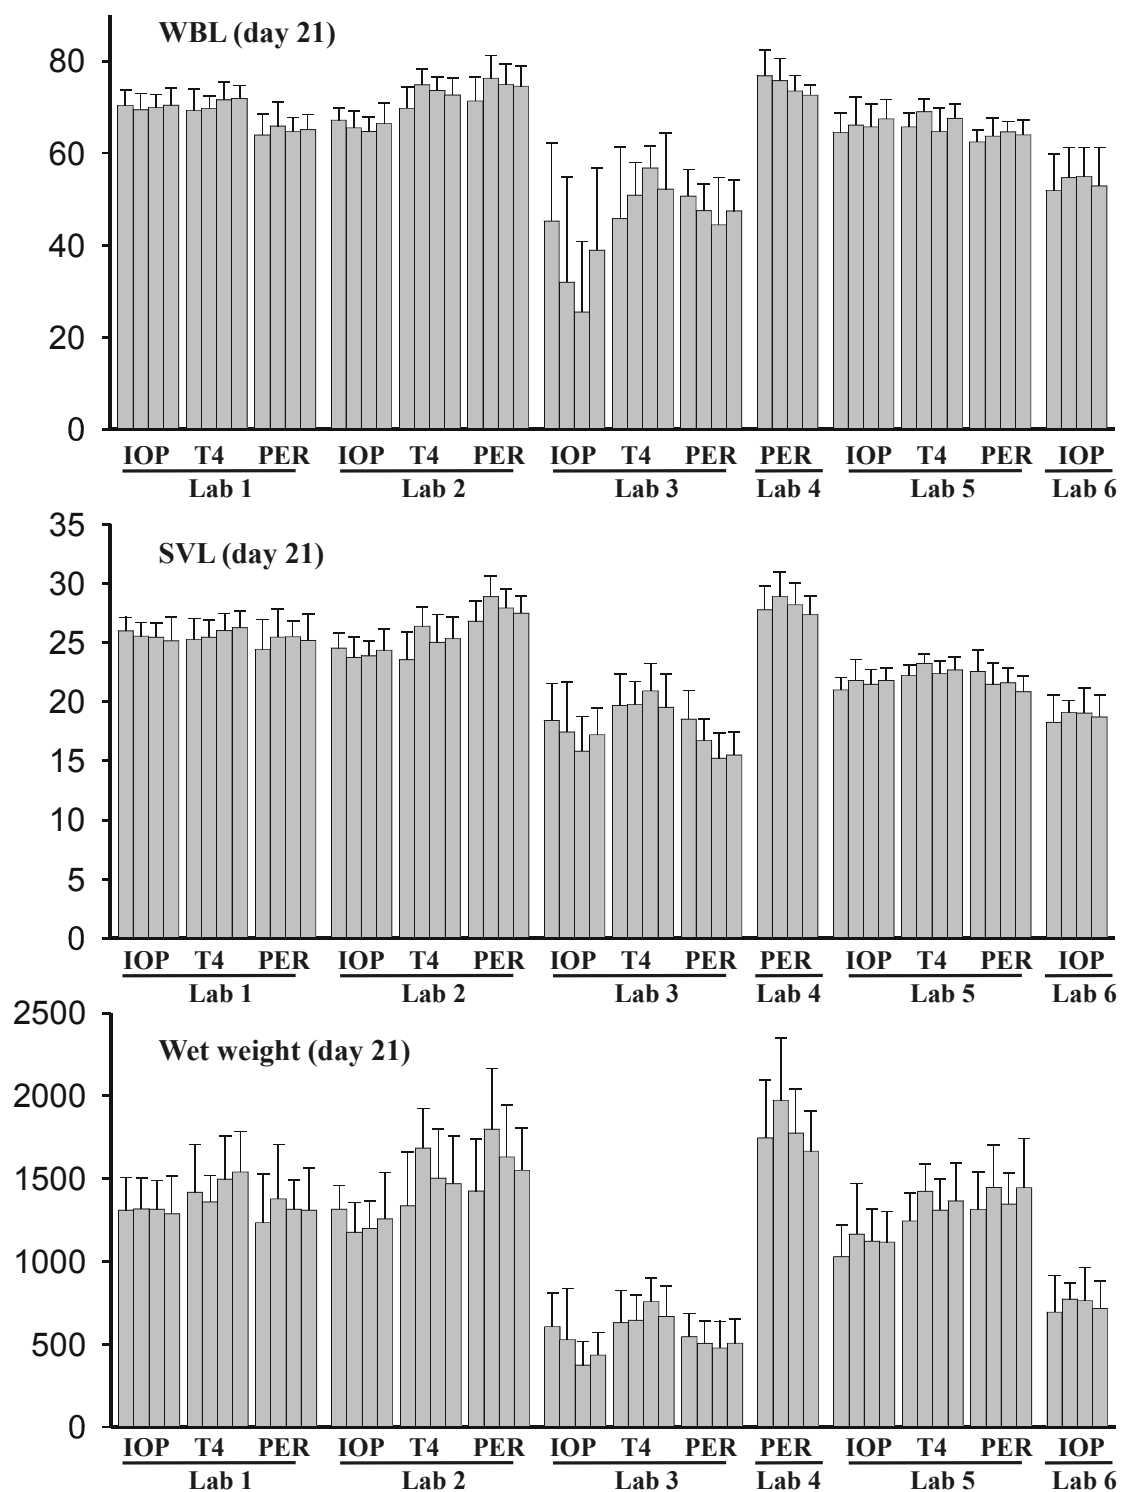 WBL (day 21)
80
60
40
20
0
IOP T4 PER IOP T4 PER IOP T4 PER PER IOP T4 PER IOP
Lab 1 Lab 2 Lab 3 Lab 4 Lab 5 Lab 6
35
SVL (day 21)
30
25
20
15
10
5
0
IOP T4 PER IOP T4 PER IOP T4 PER PER IOP T4 PER IOP
Lab 1 Lab 2 Lab 3 Lab 4 Lab 5 Lab 6
2500
Wet weight (day 21)
2000
1500
1000
500
0
IOP T4 PER IOP T4 PER IOP T4 PER PER IOP T4 PER IOP
Lab 1 Lab 2 Lab 3 Lab 4 Lab 5 Lab 6